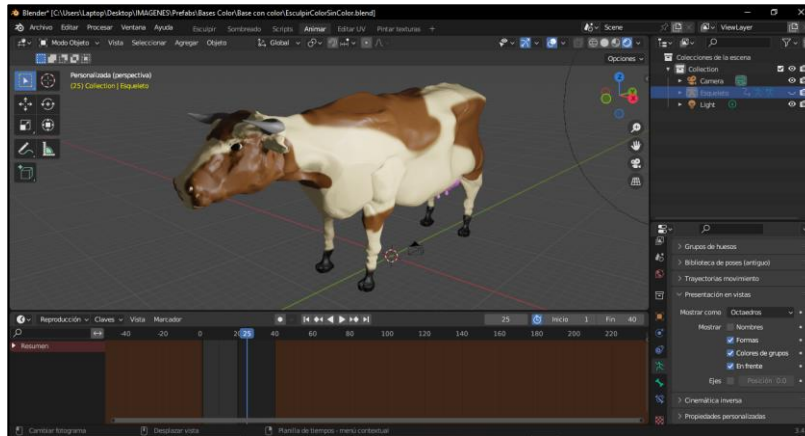 Blender* [C:\Users\Laptop\Desktop\IMAGENES\Prefabs\Bases Color\Base con color\EsculpirColorSinColor.blend]
Archivo Editar Procesar Ventana Ayuda Esculpir Sombreado Scripts Animar Editar UV Pintar texturas + Scene ViewLayer
Modo Objeto Vista Seleccionar Agregar Objeto Global
Opciones
Personalizada (perspectiva)
(25) Collection | Esqueleto
Z
Colecciones de la escena
Collection
Camera
Esqueleto
Light
Grupos de huesos
Biblioteca de poses (antiguo)
Trayectorias movimiento
Presentación en vistas
Mostrar como Octaedros
Mostrar Nombres
Formas
Colores de grupos
En frente
Ejes Posición 0.0
Cinemática inversa
Propiedades personalizadas
Reproducción Claves Vista Marcador 25 Inicio 1 Fin 40
-40 -20 0 20 25 40 60 80 100 120 140 160 180 200 220
Resumen
Cambiar fotograma Desplazar vista Planilla de tiempos - menú contextual